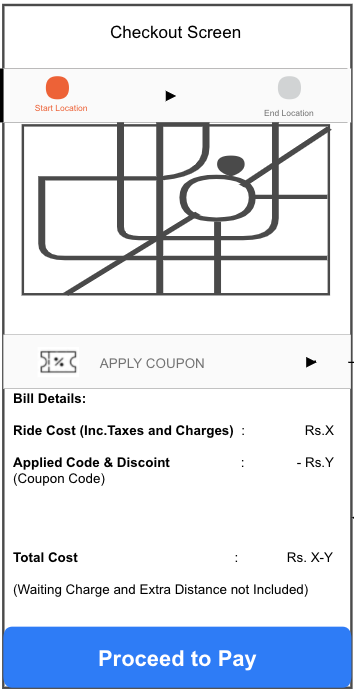 Checkout Screen
Start Location
End Location
%
APPLY COUPON
Bill Details:
Ride Cost (Inc.Taxes and Charges) : Rs.X
Applied Code & Discoint : - Rs.Y
(Coupon Code)
Total Cost : Rs. X-Y
(Waiting Charge and Extra Distance not Included)
Proceed to Pay